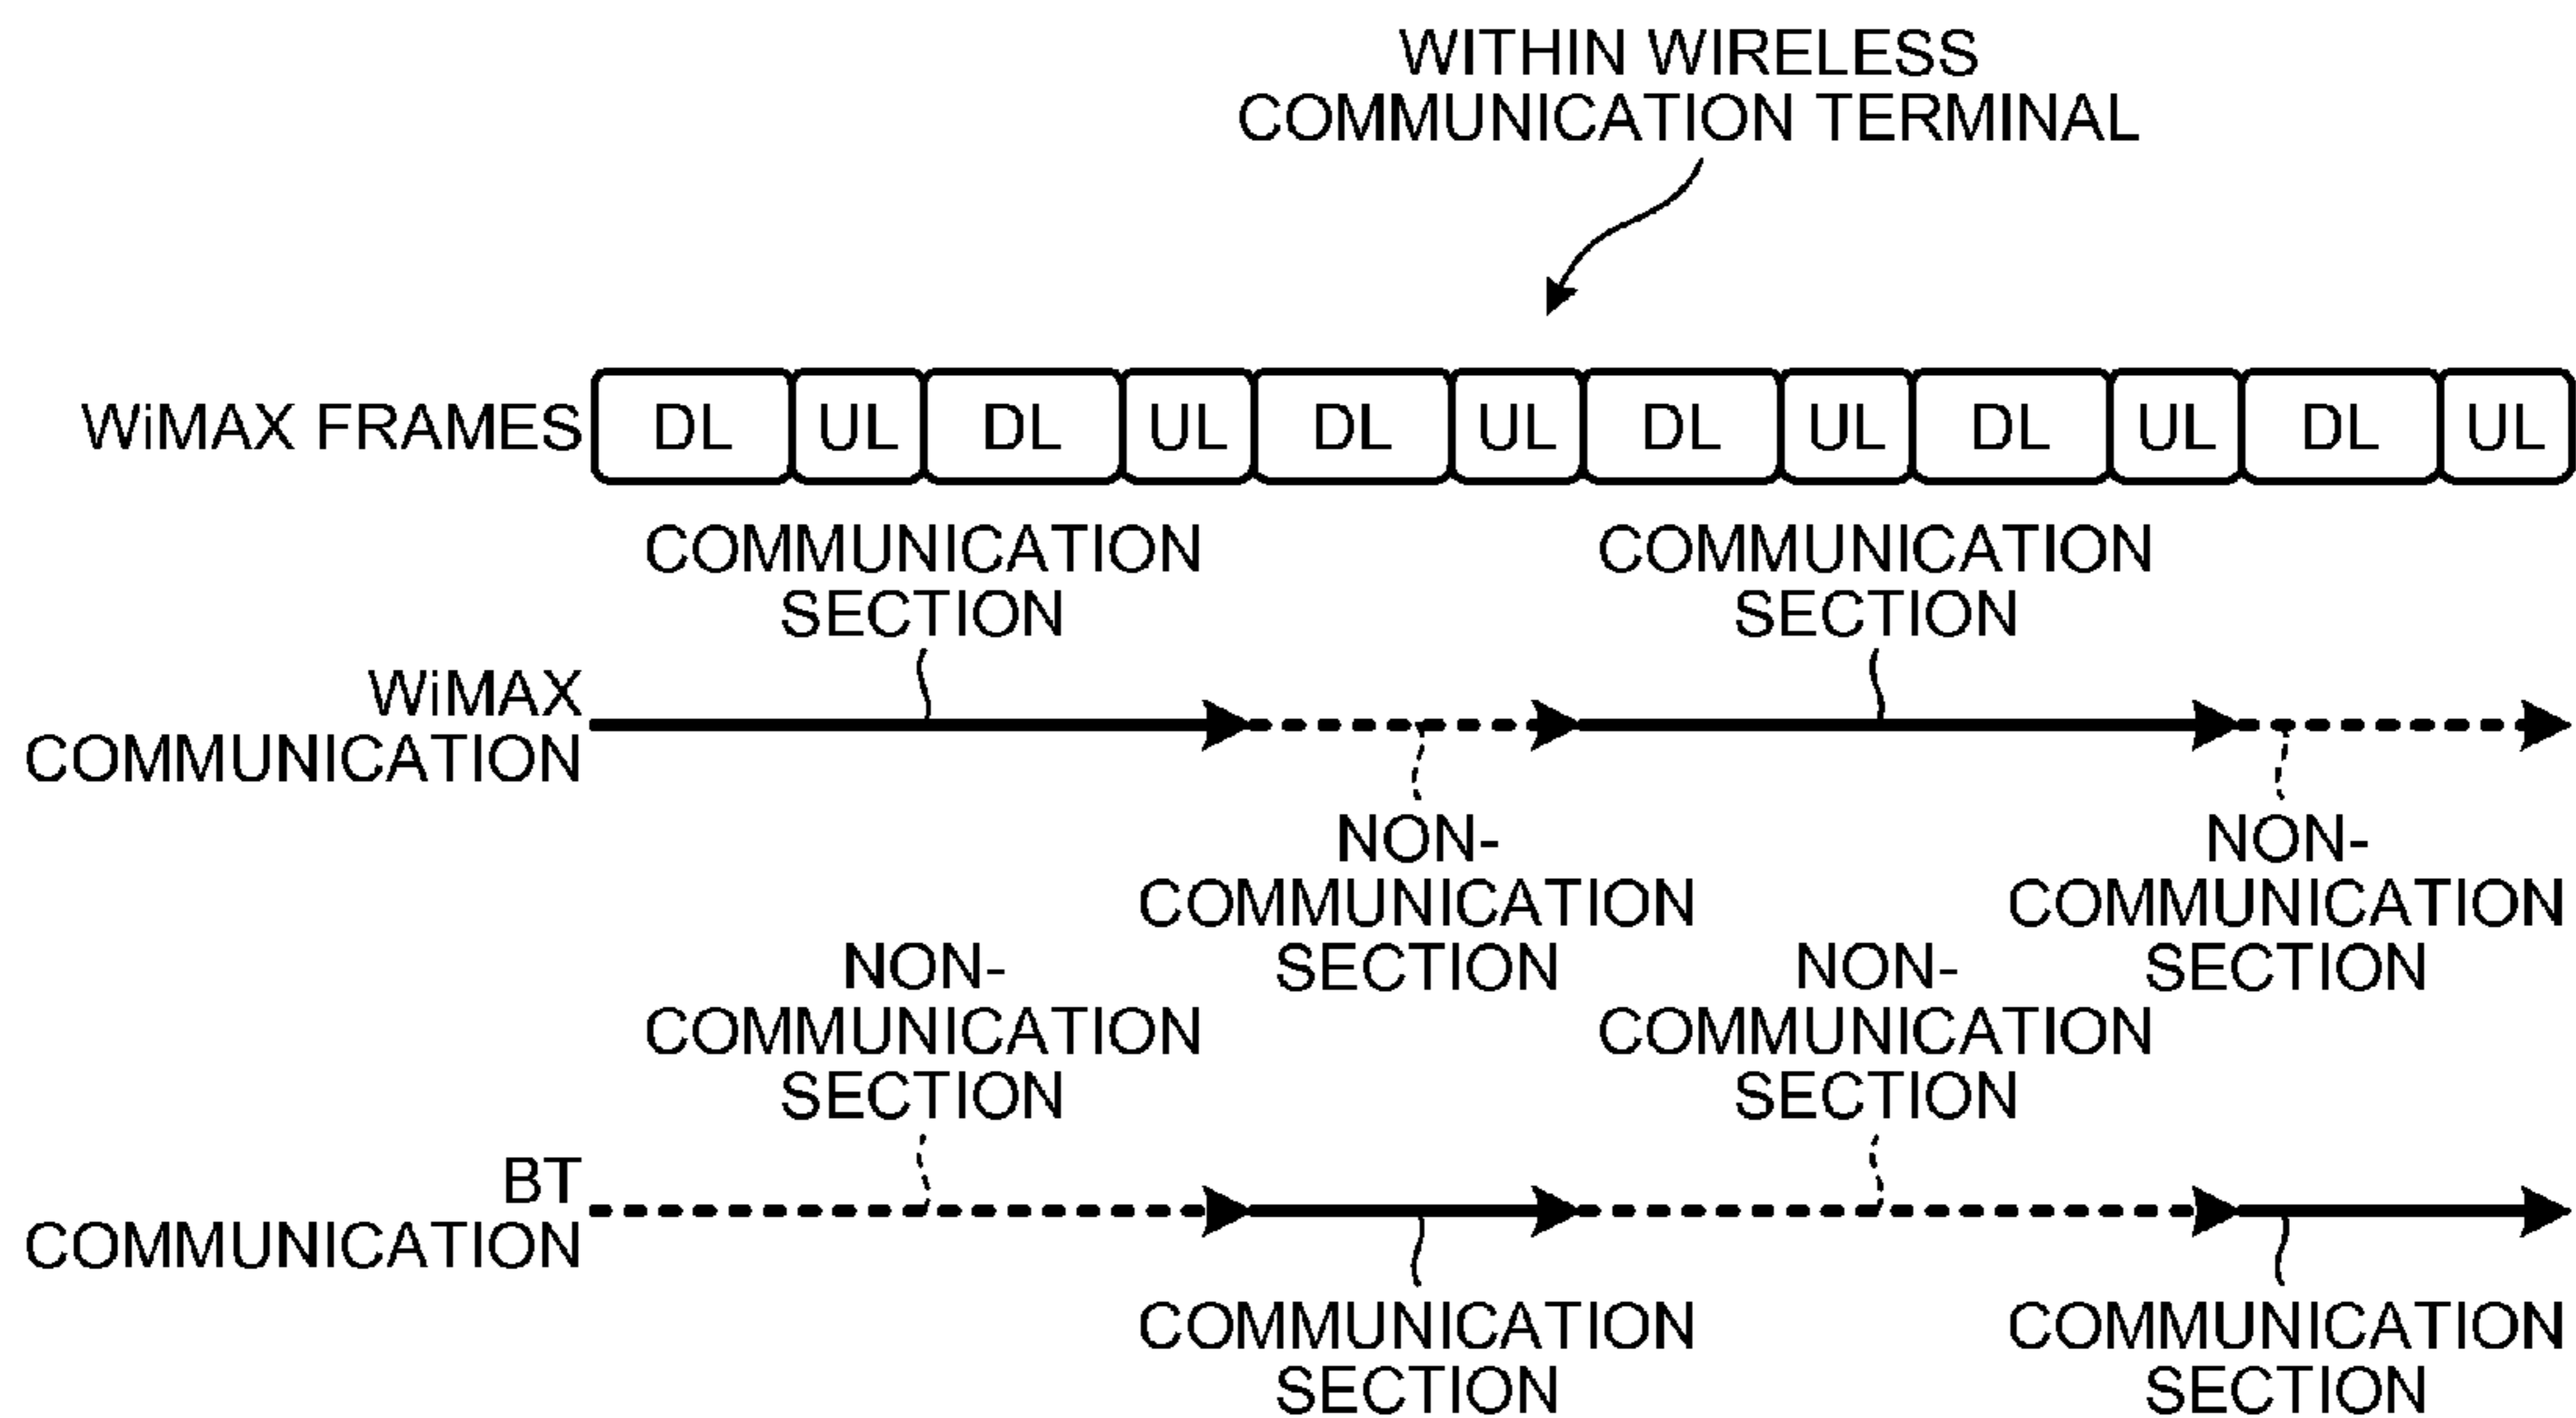 WITHIN WIRELESS
COMMUNICATION TERMINAL
WiMAX FRAMES
DL UL DL UL DL UL DL UL DL UL DL UL
COMMUNICATION
SECTION
COMMUNICATION
SECTION
WiMAX
COMMUNICATION
NON-
COMMUNICATION
SECTION
NON-
COMMUNICATION
SECTION
NON-
COMMUNICATION
SECTION
NON-
COMMUNICATION
SECTION
BT
COMMUNICATION
COMMUNICATION
SECTION
COMMUNICATION
SECTION